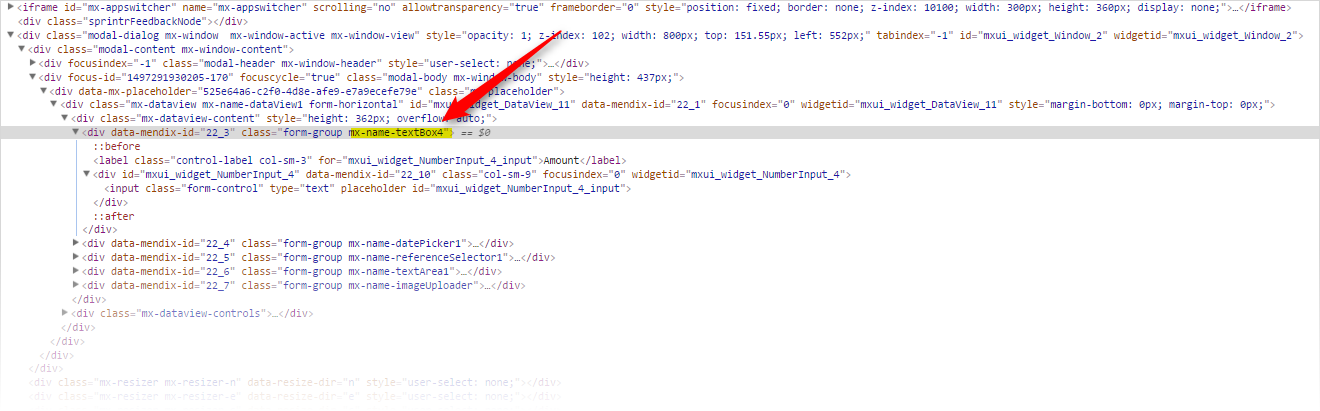 <iframe id="mx-appswitcher" name="mx-appswitcher" scrolling="no" allowtransparency="true" frameborder="0" style="position: fixed; border: none; z-index: 10100; width: 300px; height: 360px; display: none;">…</iframe>
<div class="sprintrFeedbackNode"></div>
<div class="modal-dialog mx-window  mx-window-active mx-window-view" style="opacity: 1; z-index: 102; width: 800px; top: 151.55px; left: 552px;" tabindex="-1" id="mxui_widget_Window_2" widgetid="mxui_widget_Window_2">
<div class="modal-content mx-window-content">
<div focusindex="-1" class="modal-header mx-window-header" style="user-select: none;">…</div>
<div focus-id="1497291930205-170" focuscycle="true" class="modal-body mx-window-body" style="height: 437px;">
<div data-mx-placeholder="525e64a6-c2f0-4d8e-afe9-e7a9ecefe79e" class="mx-placeholder">
<div class="mx-dataview mx-name-dataView1 form-horizontal" id="mxui_widget_DataView_11" data-mendix-id="22_1" focusindex="0" widgetid="mxui_widget_DataView_11" style="margin-bottom: 0px; margin-top: 0px;">
<div class="mx-dataview-content" style="height: 362px; overflow: auto;">
<div data-mendix-id="22_3" class="form-group mx-name-textBox4"> == $0
::before
<label class="control-label col-sm-3" for="mxui_widget_NumberInput_4_input">Amount</label>
<div id="mxui_widget_NumberInput_4" data-mendix-id="22_10" class="col-sm-9" focusindex="0" widgetid="mxui_widget_NumberInput_4">
<input class="form-control" type="text" placeholder id="mxui_widget_NumberInput_4_input">
</div>
::after
</div>
<div data-mendix-id="22_4" class="form-group mx-name-datePicker1">…</div>
<div data-mendix-id="22_5" class="form-group mx-name-referenceSelector1">…</div>
<div data-mendix-id="22_6" class="form-group mx-name-textArea1">…</div>
<div data-mendix-id="22_7" class="form-group mx-name-imageUploader">…</div>
</div>
<div class="mx-dataview-controls">…</div>
</div>
</div>
</div>
<div class="mx-resizer mx-resizer-n" data-resize-dir="n" style="user-select: none;"></div>
<div class="mx-resizer mx-resizer-e" data-resize-dir="e" style="user-select: none;"></div>